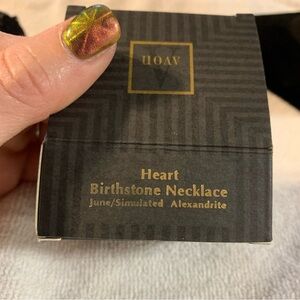 AVON
Heart
Birthstone Necklace
June/Simulated Alexandrite